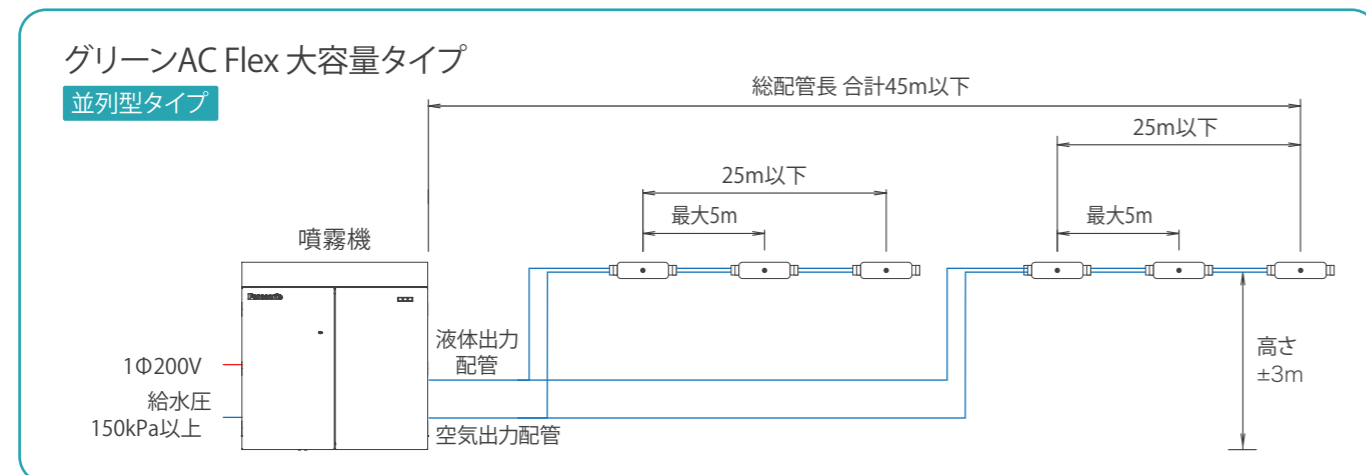 グリーンAC Flex 大容量タイプ
並列型タイプ
総配管長 合計45m以下
25m以下
25m以下
最大5m
最大5m
噴霧機
Panasonic
液体出力
配管
1Φ200V
給水圧
150kPa以上
空気出力配管
高さ
±3m